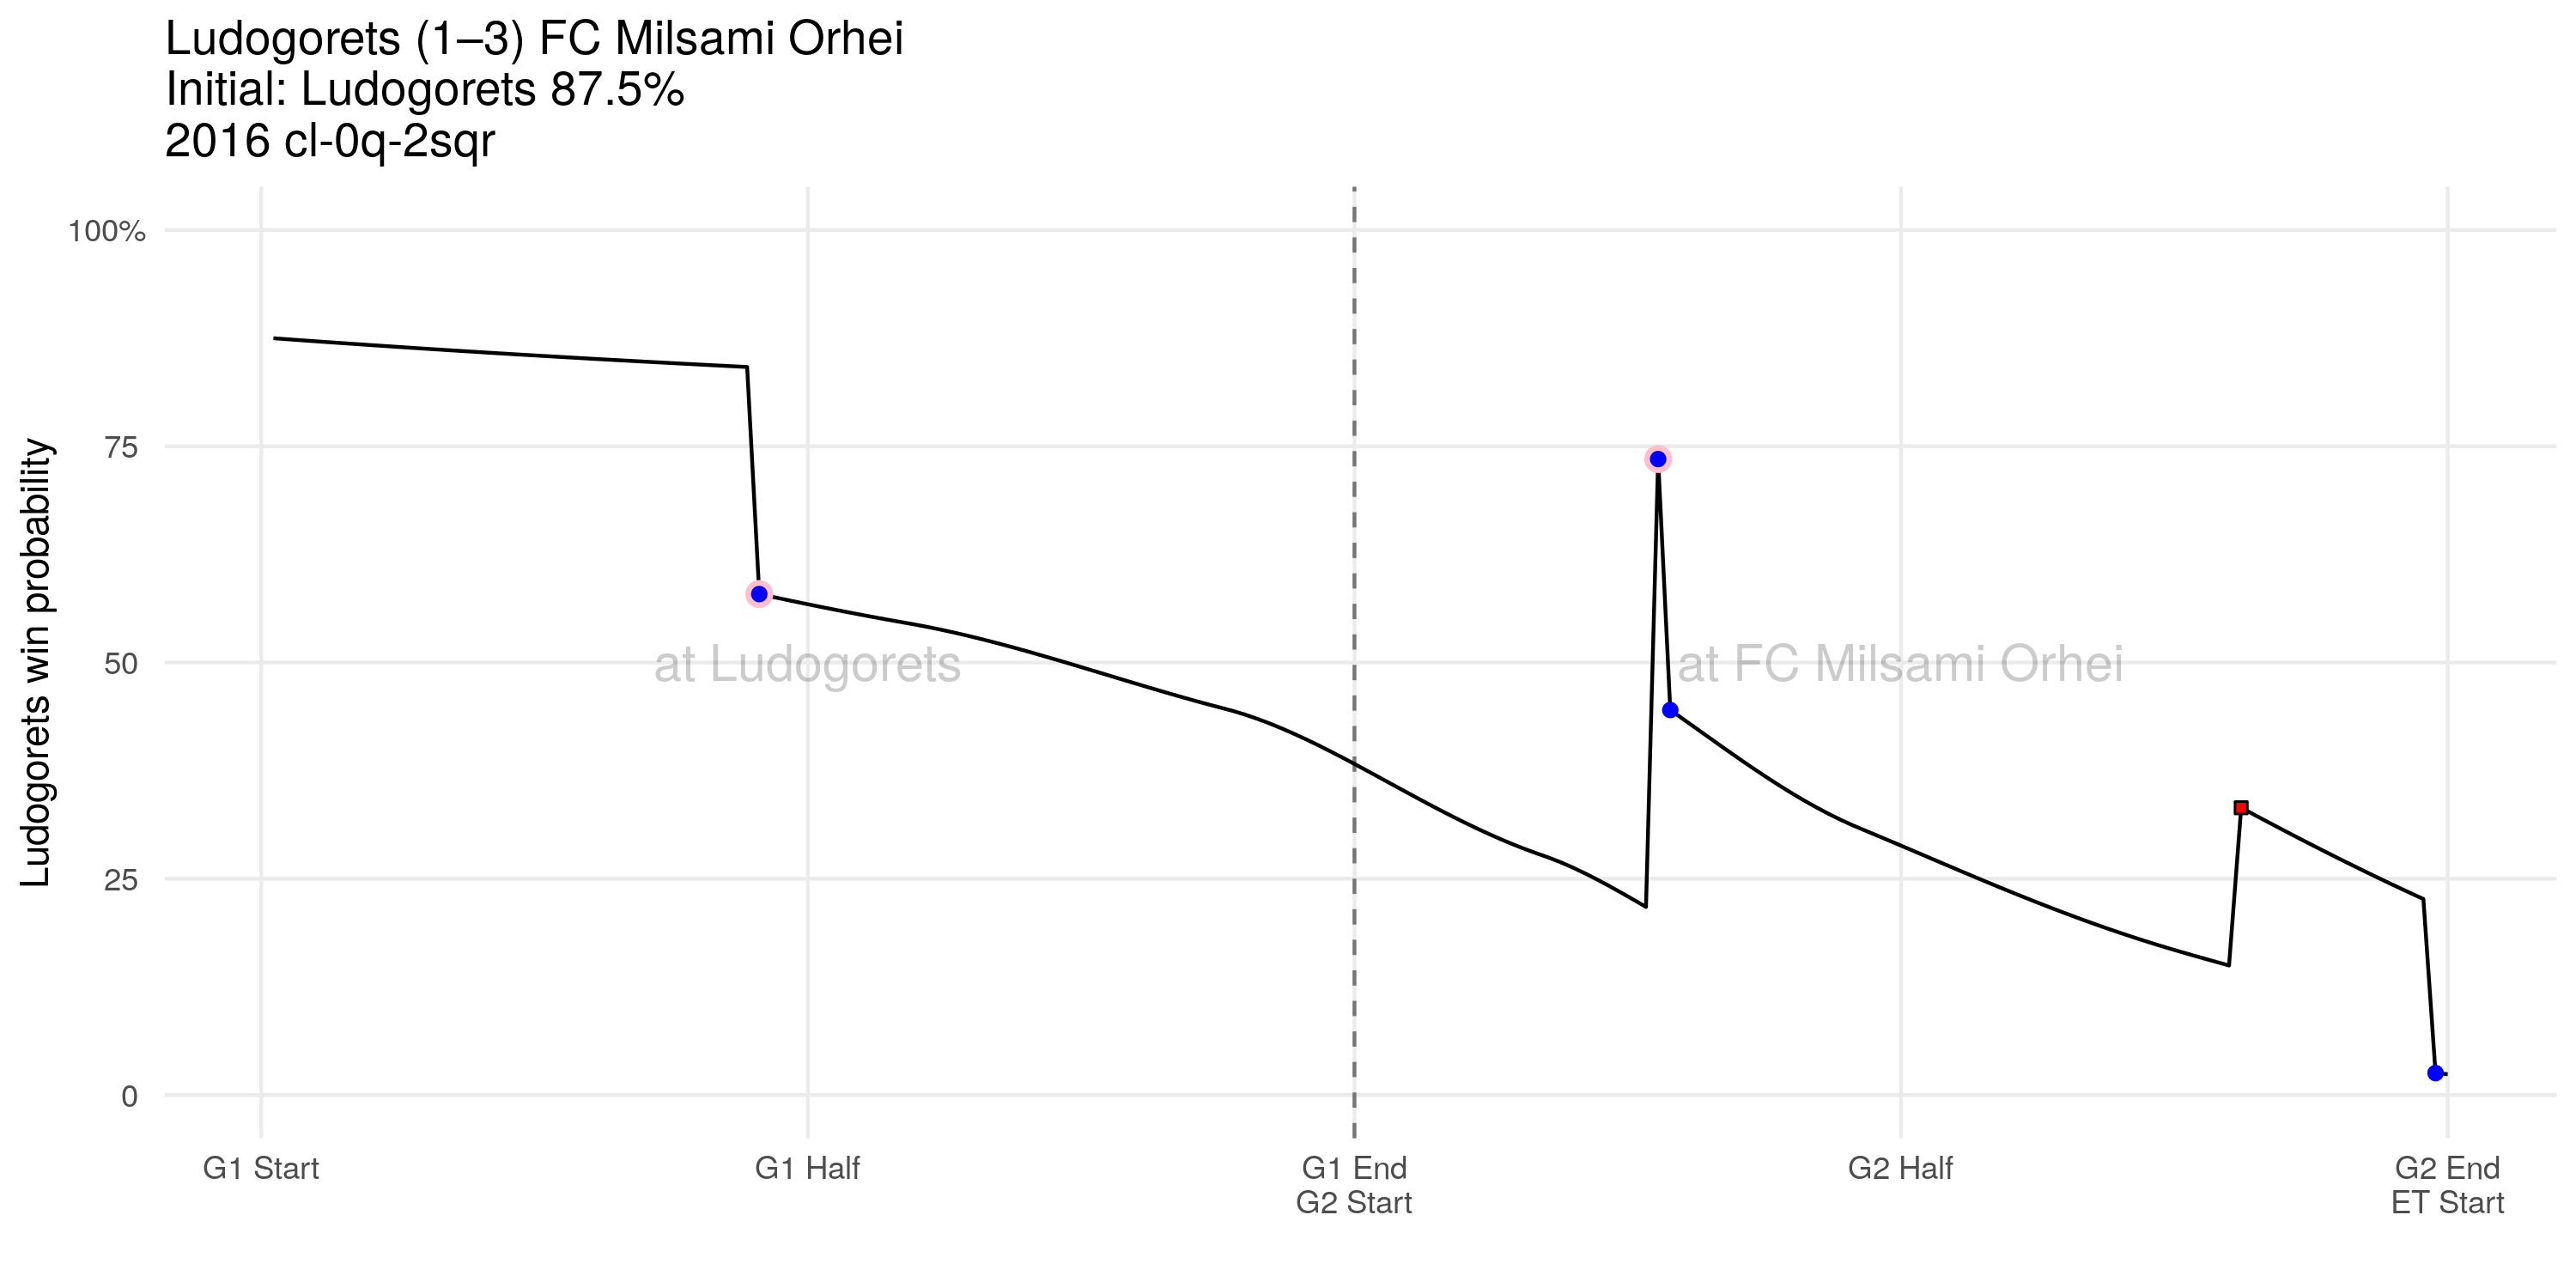 Ludogorets (1–3) FC Milsami Orhei
Initial: Ludogorets 87.5%
2016 cl-0q-2sqr
Ludogorets win probability
100%
75
50
25
0
at Ludogorets
at FC Milsami Orhei
G1 Start
G1 Half
G1 End
G2 Start
G2 Half
G2 End
ET Start